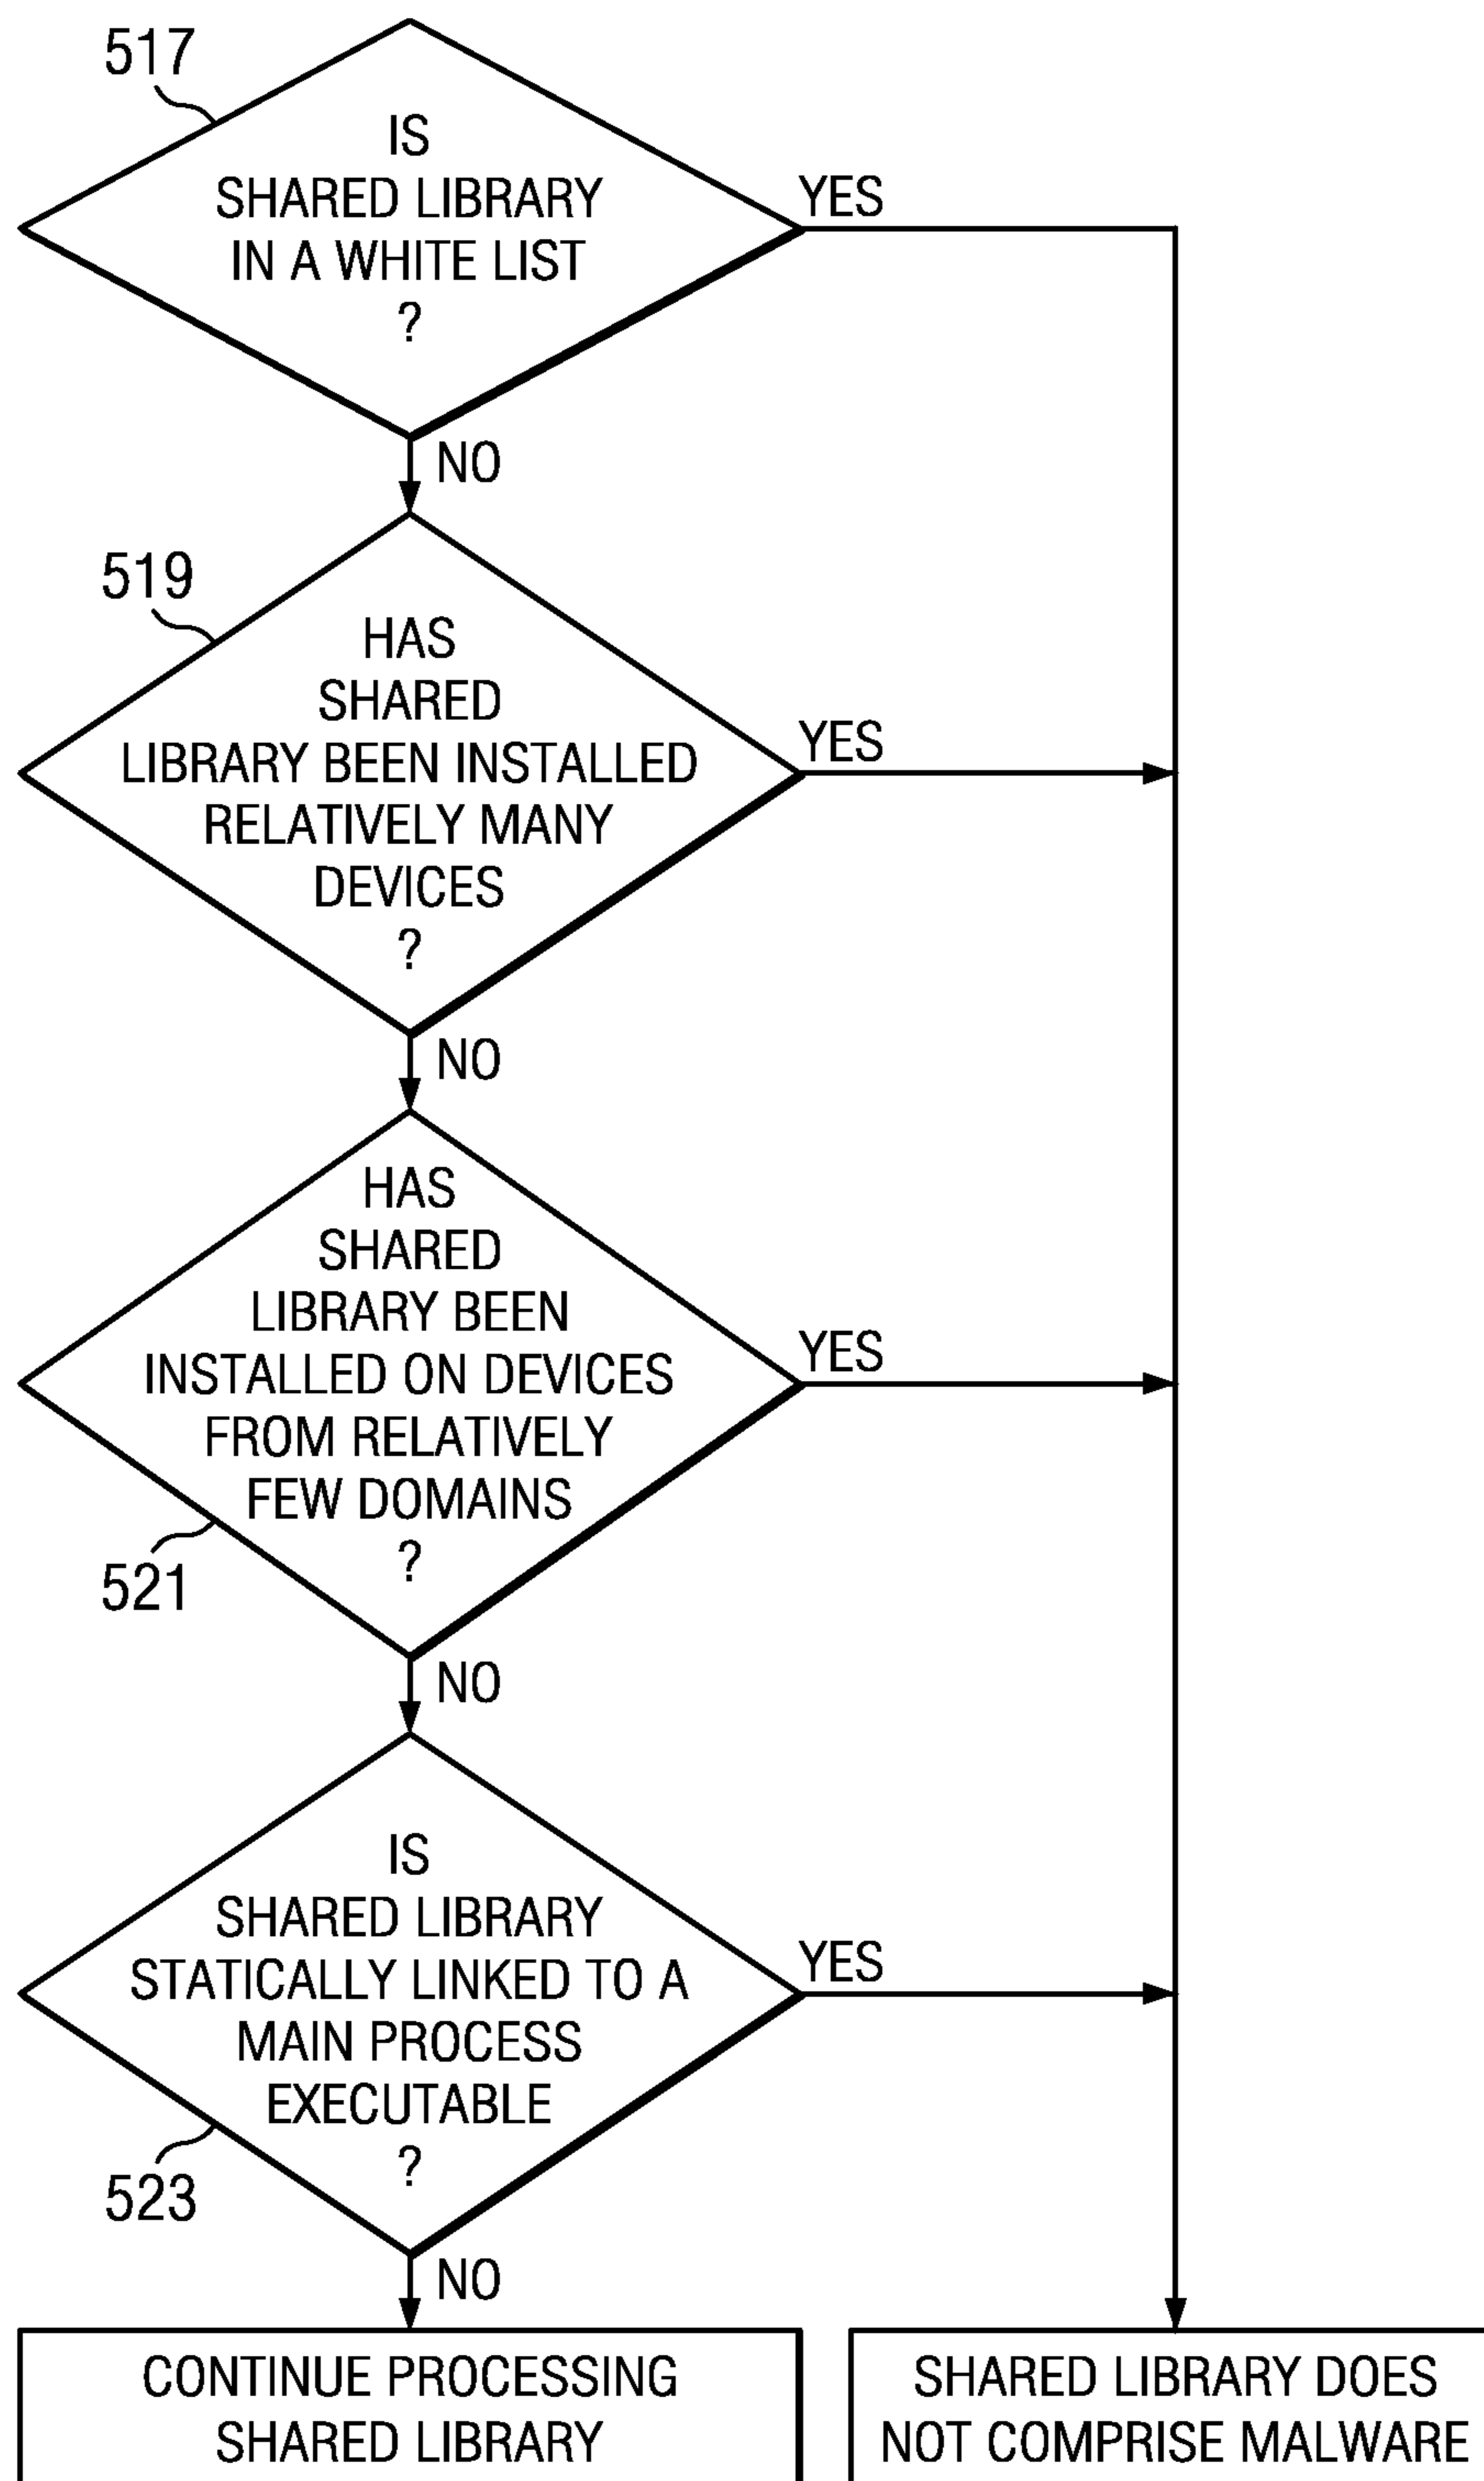 517
IS
SHARED LIBRARY
IN A WHITE LIST
?
YES
NO
519
HAS
SHARED
LIBRARY BEEN INSTALLED
RELATIVELY MANY
DEVICES
?
YES
NO
HAS
SHARED
LIBRARY BEEN
INSTALLED ON DEVICES
FROM RELATIVELY
FEW DOMAINS
?
YES
521
NO
IS
SHARED LIBRARY
STATICALLY LINKED TO A
MAIN PROCESS
EXECUTABLE
?
YES
523
NO
CONTINUE PROCESSING
SHARED LIBRARY
SHARED LIBRARY DOES
NOT COMPRISE MALWARE